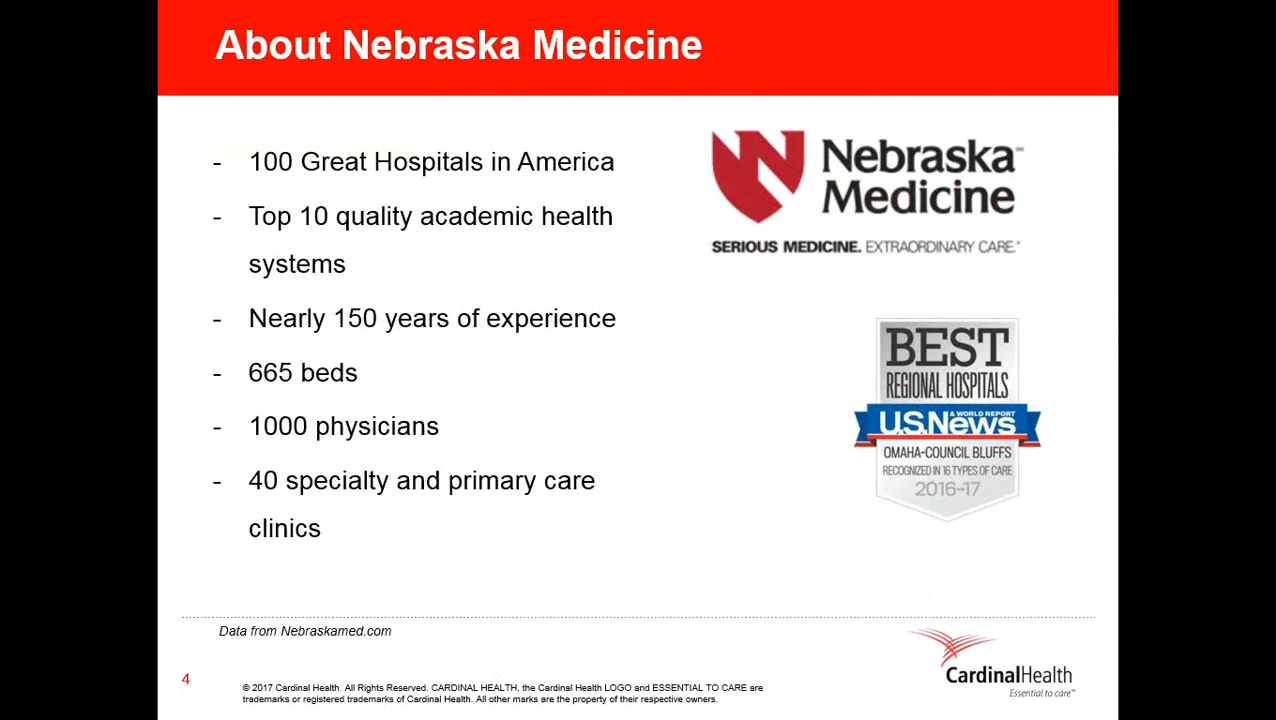 About Nebraska Medicine
- 100 Great Hospitals in America
- Top 10 quality academic health
systems
- Nearly 150 years of experience
- 665 beds
- 1000 physicians
- 40 specialty and primary care
clinics
Nebraska
Medicine
SERIOUS MEDICINE. EXTRAORDINARY CARE.
BEST
REGIONAL HOSPITALS
U.S.News & WORLD REPORT
OMAHA-COUNCIL BLUFFS
RECOGNIZED IN 16 TYPES OF CARE
2016-17
Data from Nebraskamed.com
4
© 2017 Cardinal Health. All Rights Reserved. CARDINAL HEALTH, the Cardinal Health LOGO and ESSENTIAL TO CARE are
trademarks or registered trademarks of Cardinal Health. All other marks are the property of their respective owners.
CardinalHealth
Essential to care™